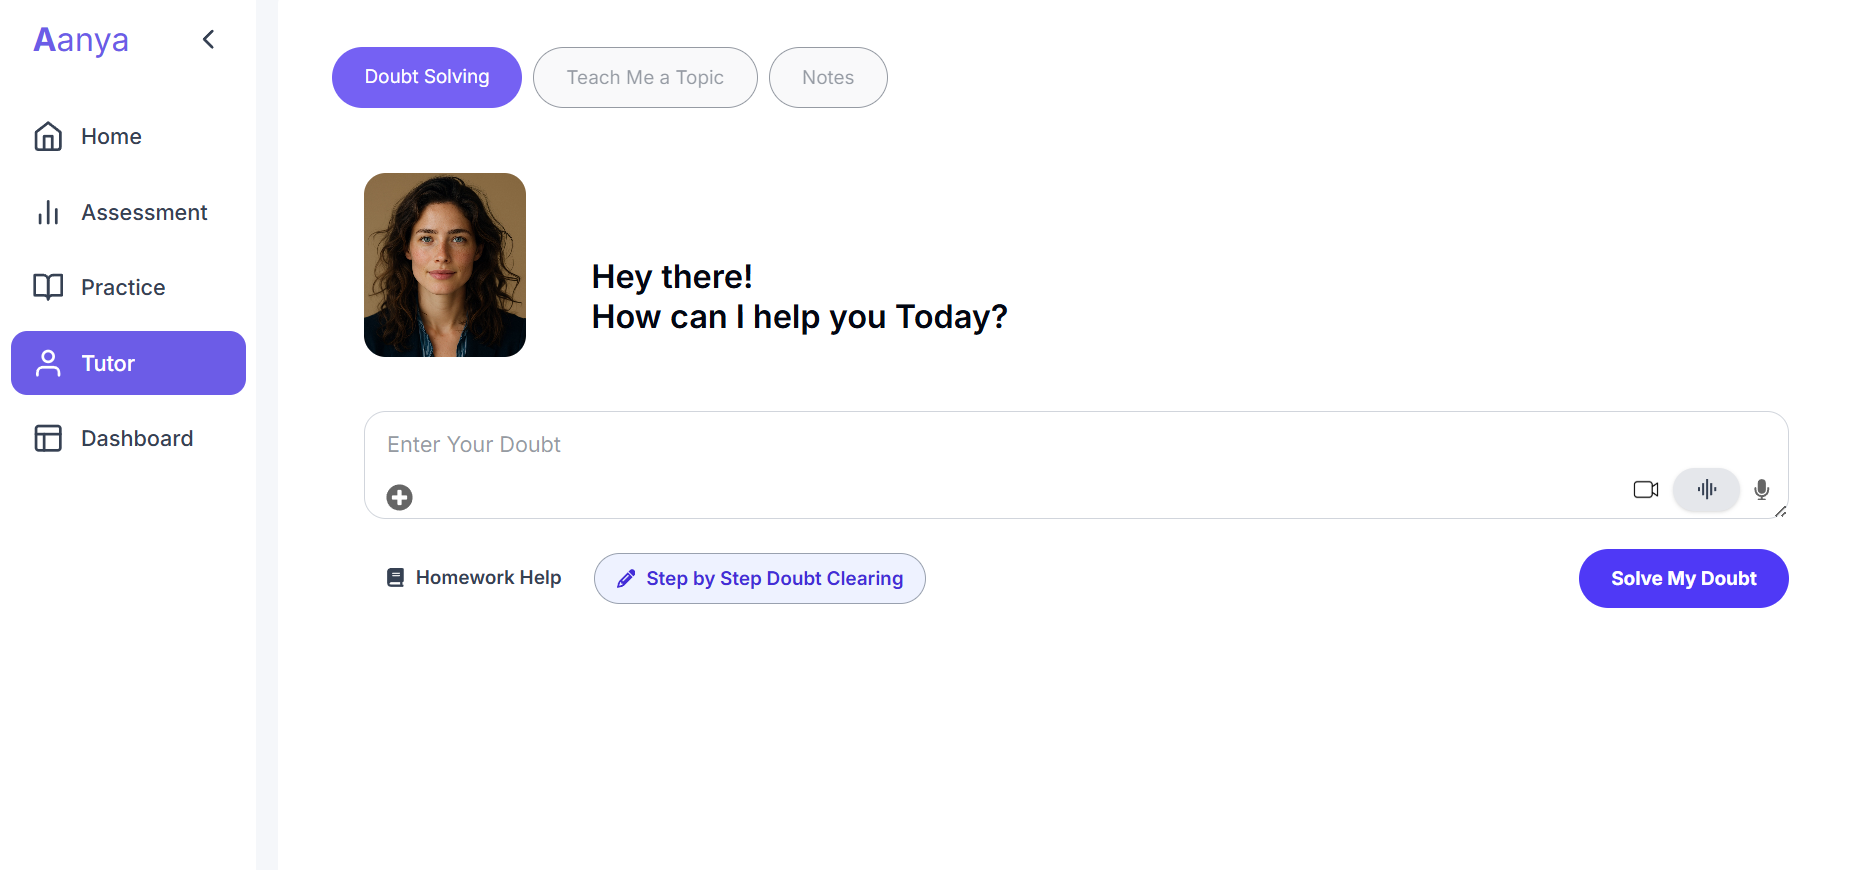 Aanya
Home
Assessment
Practice
Tutor
Dashboard
Doubt Solving
Teach Me a Topic
Notes
Hey there!
How can I help you Today?
Enter Your Doubt
Homework Help
Step by Step Doubt Clearing
Solve My Doubt